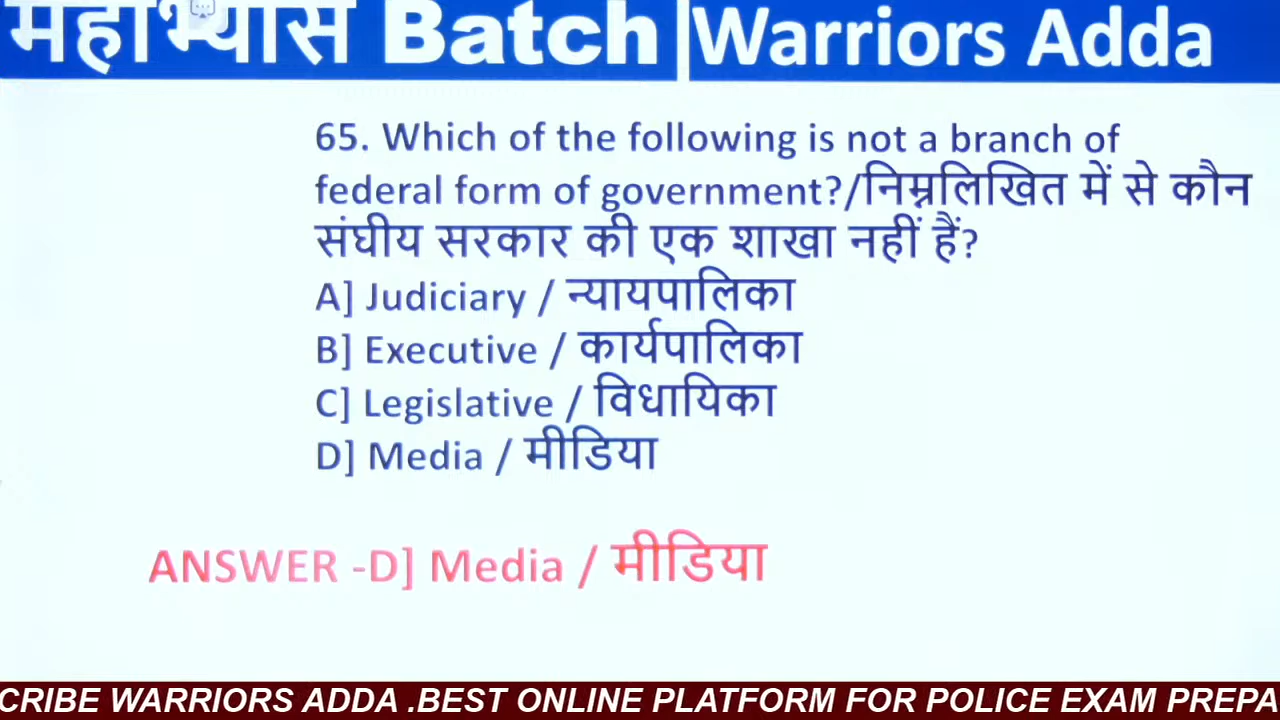 महाभ्यास Batch Warriors Adda
65. Which of the following is not a branch of
federal form of government?/निम्नलिखित में से कौन
संघीय सरकार की एक शाखा नहीं हैं?
A] Judiciary / न्यायपालिका
B] Executive / कार्यपालिका
C] Legislative / विधायिका
D] Media / मीडिया
ANSWER -D] Media / मीडिया
CRIBE WARRIORS ADDA .BEST ONLINE PLATFORM FOR POLICE EXAM PREPA